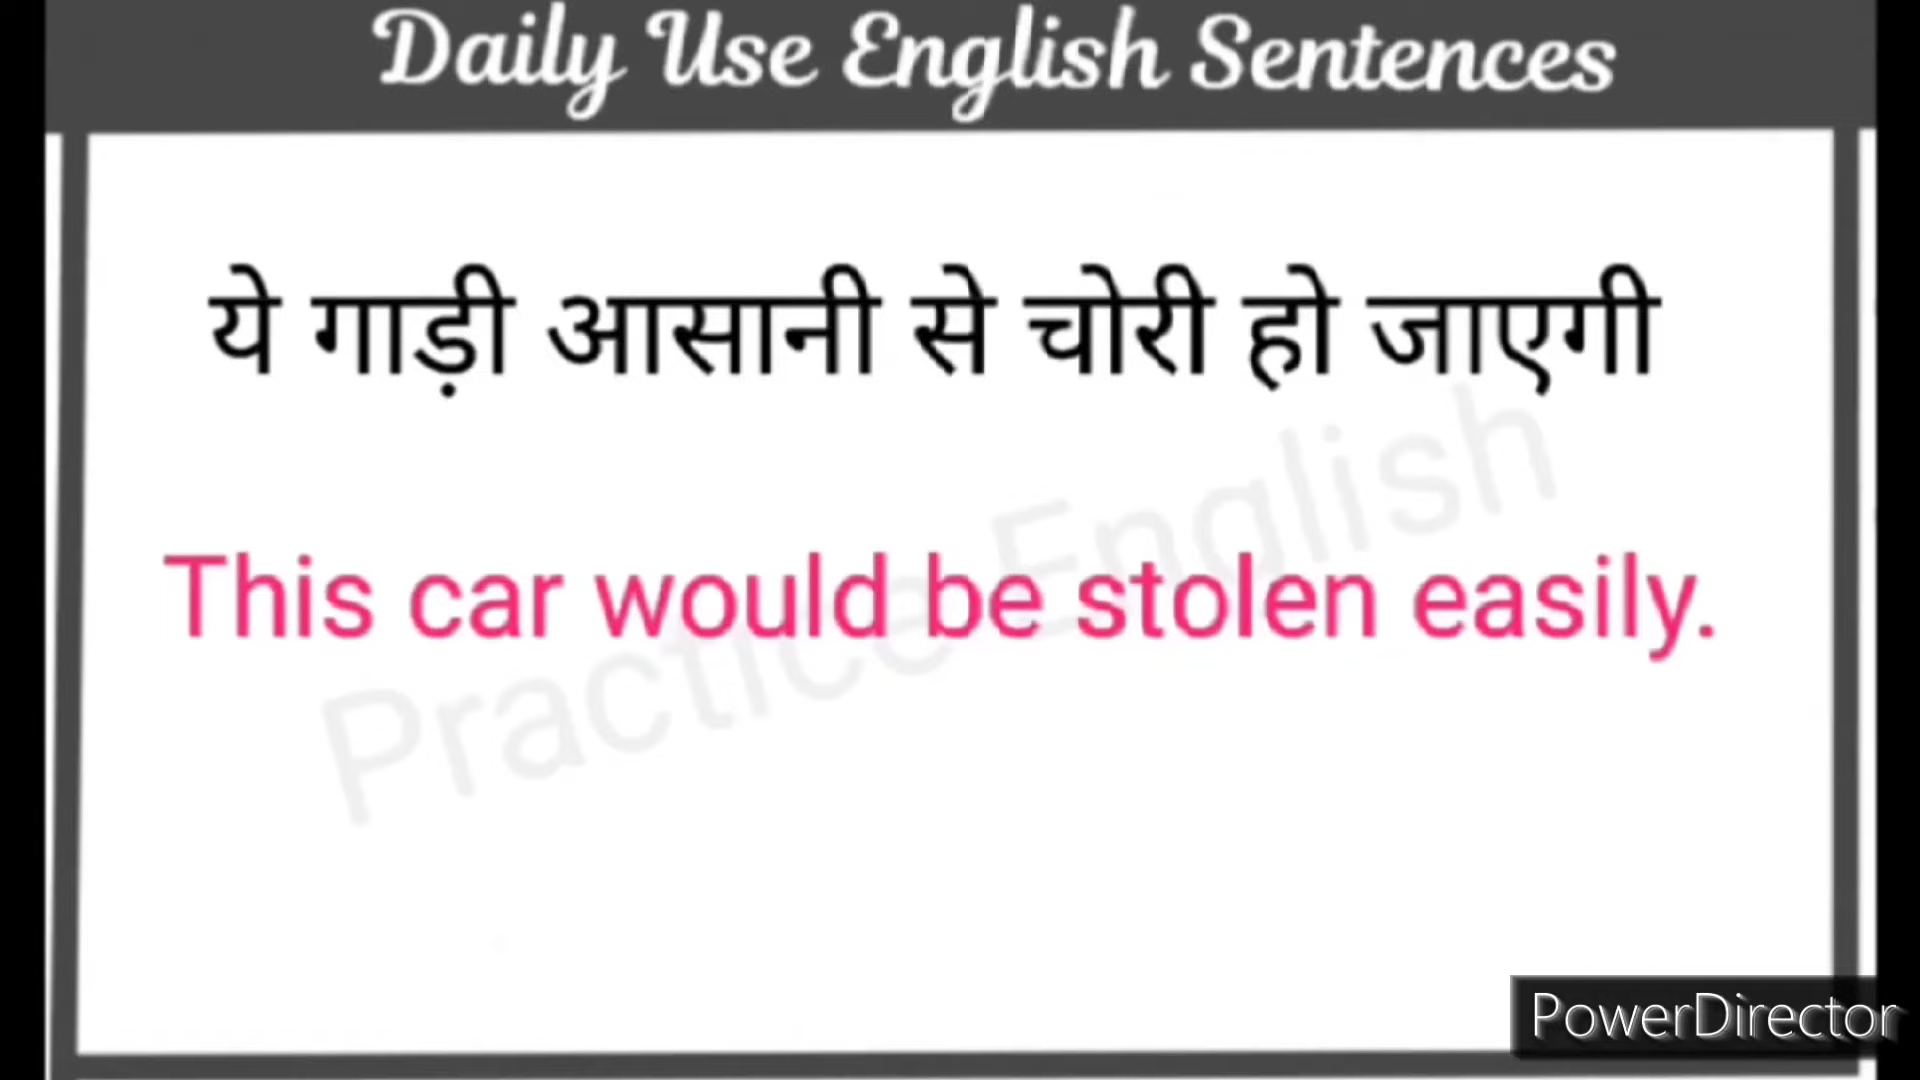 Daily Use English Sentences
ये गाड़ी आसानी से चोरी हो जाएगी
This car would be stolen easily.
Practice English
PowerDirector